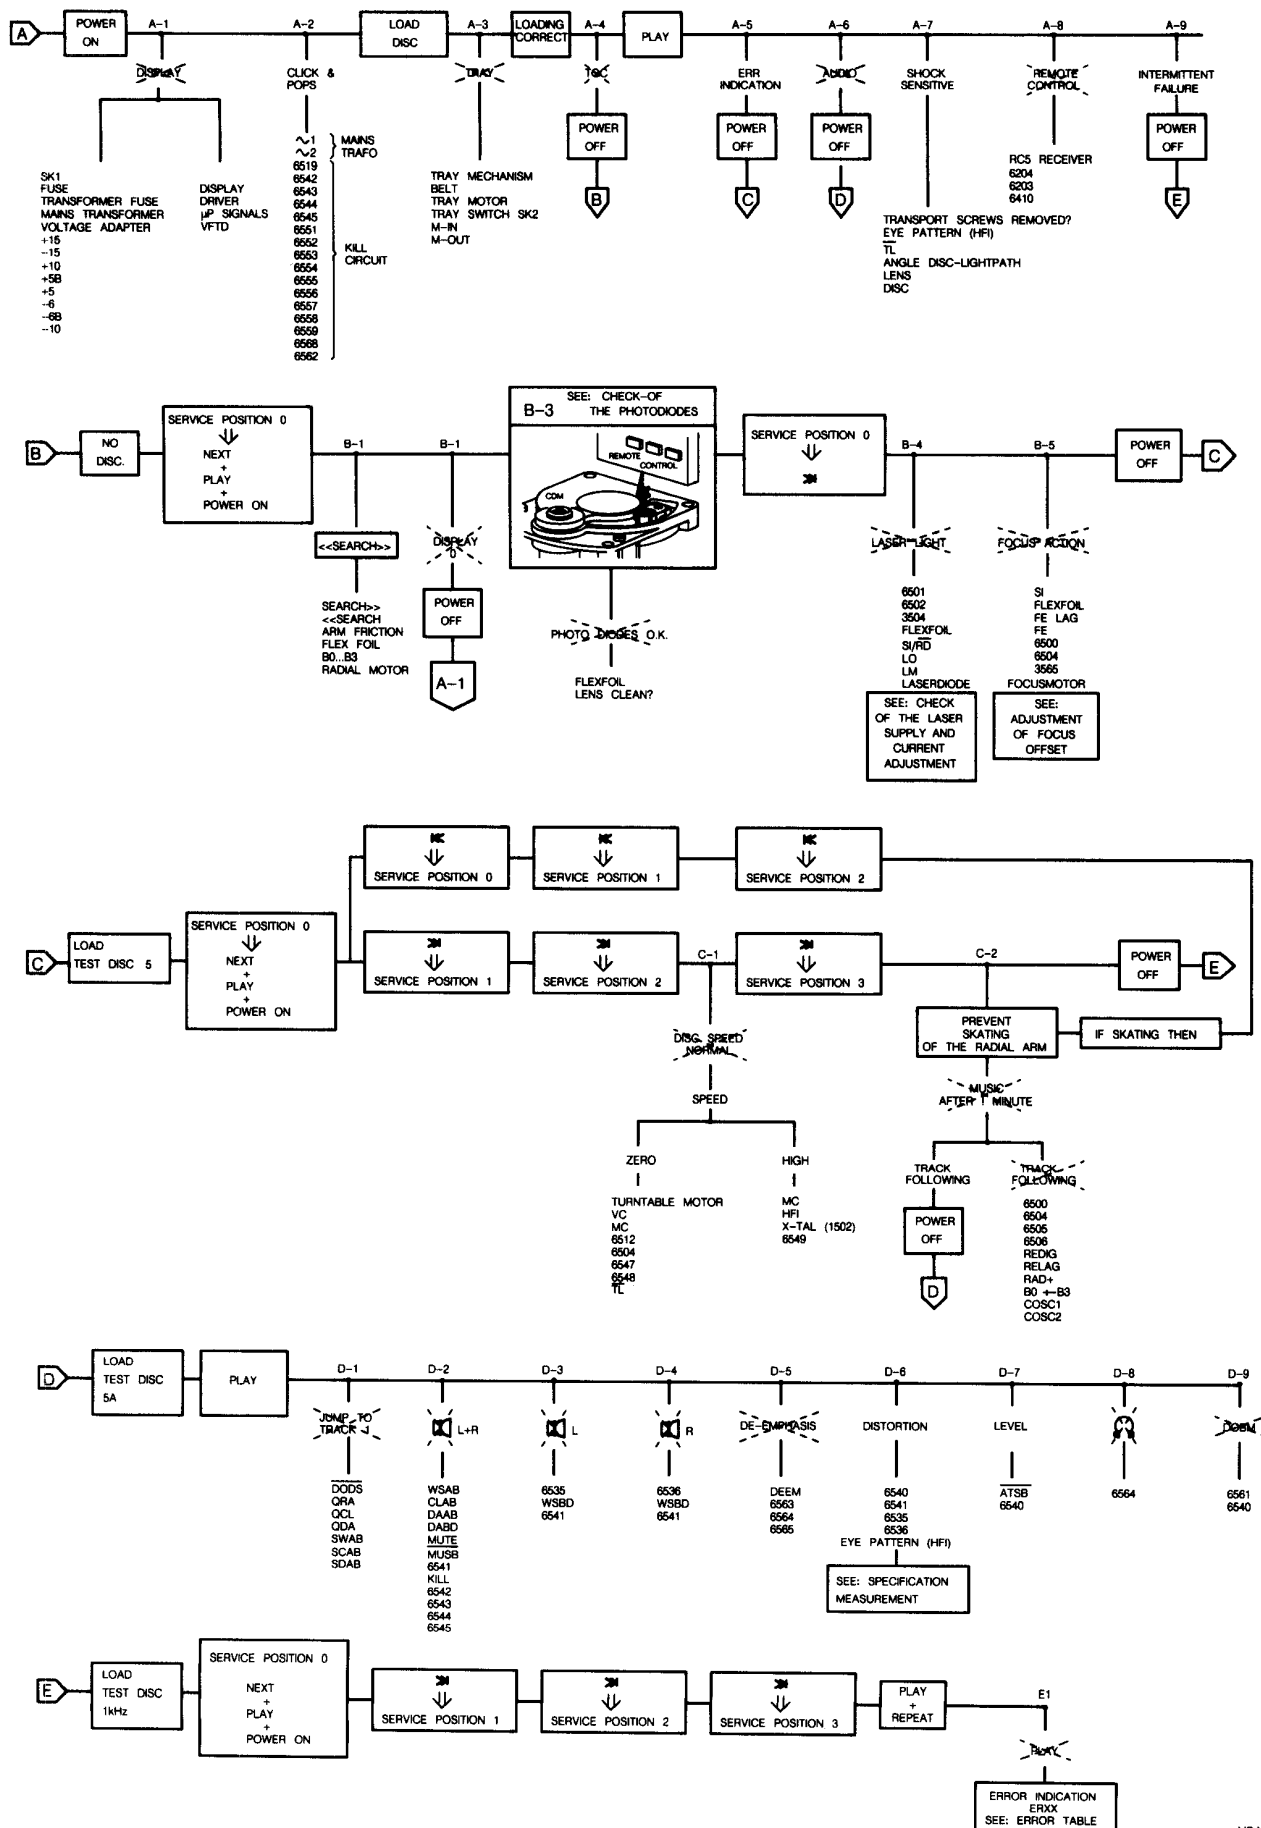 A
POWER
ON
A-1
A-2
LOAD
DISC
A-3
LOADING
CORRECT
A-4
PLAY
A-5
A-6
A-7
A-8
A-9
DISPLAY
CLICK &
POPS
TRAY
TOC
ERR
INDICATION
AUDIO
SHOCK
SENSITIVE
REMOTE
CONTROL
INTERMITTENT
FAILURE
SK1
FUSE
TRANSFORMER FUSE
MAINS TRANSFORMER
VOLTAGE ADAPTER
+15
--15
+10
+5B
+5
--6
--6B
--10
DISPLAY
DRIVER
µP SIGNALS
VFTD
~1
~2
MAINS
TRAFO
6519
6542
6543
6544
6545
6551
6552
6553
6554
6555
6556
6557
6558
6559
6568
6562
KILL
CIRCUIT
TRAY MECHANISM
BELT
TRAY MOTOR
TRAY SWITCH SK2
M-IN
M-OUT
POWER
OFF
B
POWER
OFF
C
POWER
OFF
D
TRANSPORT SCREWS REMOVED?
EYE PATTERN (HFI)
TL
ANGLE DISC-LIGHTPATH
LENS
DISC
RC5 RECEIVER
6204
6203
6410
POWER
OFF
E
B
NO
DISC.
SERVICE POSITION 0
NEXT
+
PLAY
+
POWER ON
B-1
<<SEARCH>>
SEARCH>>
<<SEARCH
ARM FRICTION
FLEX FOIL
B0...B3
RADIAL MOTOR
B-1
DISPLAY
0
POWER
OFF
A-1
B-3
SEE: CHECK-OF
THE PHOTODIODES
REMOTE
CONTROL
CDM
PHOTO DIODES O.K.
FLEXFOIL
LENS CLEAN?
SERVICE POSITION 0
B-4
LASER LIGHT
6501
6502
3504
FLEXFOIL
SI/RD
LO
LM
LASERDIODE
SEE: CHECK
OF THE LASER
SUPPLY AND
CURRENT
ADJUSTMENT
B-5
FOCUS ACTION
SI
FLEXFOIL
FE LAG
FE
6500
6504
3565
FOCUSMOTOR
SEE:
ADJUSTMENT
OF FOCUS
OFFSET
POWER
OFF
C
SERVICE POSITION 0
SERVICE POSITION 1
SERVICE POSITION 2
C
LOAD
TEST DISC 5
SERVICE POSITION 0
NEXT
+
PLAY
+
POWER ON
SERVICE POSITION 1
SERVICE POSITION 2
C-1
SERVICE POSITION 3
C-2
POWER
OFF
E
DISC SPEED
NORMAL
SPEED
ZERO
HIGH
TURNTABLE MOTOR
VC
MC
6512
6504
6547
6548
TL
MC
HFI
X-TAL (1502)
6549
PREVENT
SKATING
OF THE RADIAL ARM
IF SKATING THEN
MUSIC
AFTER 1 MINUTE
TRACK
FOLLOWING
POWER
OFF
D
TRACK
FOLLOWING
6500
6504
6505
6506
REDIG
RELAG
RAD+
B0 ÷B3
COSC1
COSC2
D
LOAD
TEST DISC
5A
PLAY
D-1
JUMP TO
TRACK 1
DODS
QRA
QCL
QDA
SWAB
SCAB
SDAB
D-2
L+R
WSAB
CLAB
DAAB
DABD
MUTE
MUSB
6541
KILL
6542
6543
6544
6545
D-3
L
6535
WSBD
6541
D-4
R
6536
WSBD
6541
D-5
DE-EMPHASIS
DEEM
6563
6564
6565
D-6
DISTORTION
6540
6541
6535
6536
EYE PATTERN (HFI)
SEE: SPECIFICATION
MEASUREMENT
D-7
LEVEL
ATSB
6540
D-8
6564
D-9
DOBM
6561
6540
E
LOAD
TEST DISC
1kHz
SERVICE POSITION 0
NEXT
+
PLAY
+
POWER ON
SERVICE POSITION 1
SERVICE POSITION 2
SERVICE POSITION 3
PLAY
+
REPEAT
E1
PLAY
ERROR INDICATION
ERXX
SEE: ERROR TABLE